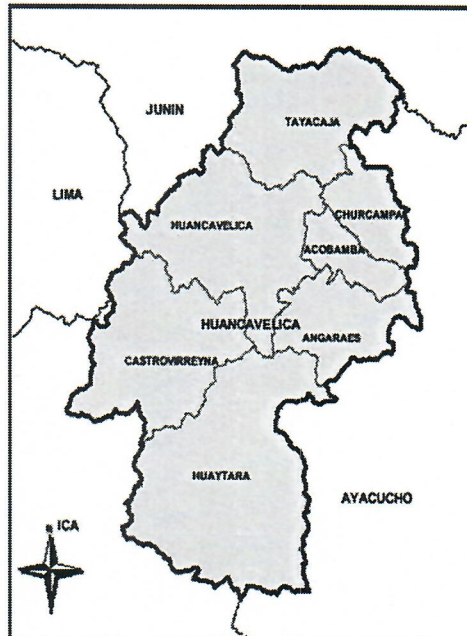 JUNIN
TAYACAJA
LIMA
CHURCAMPA
HUANCAVELICA
ACOBAMBA
HUANCAVELICA
ANGARAES
CASTROVIRREYNA
HUAYTARA
AYACUCHO
ICA